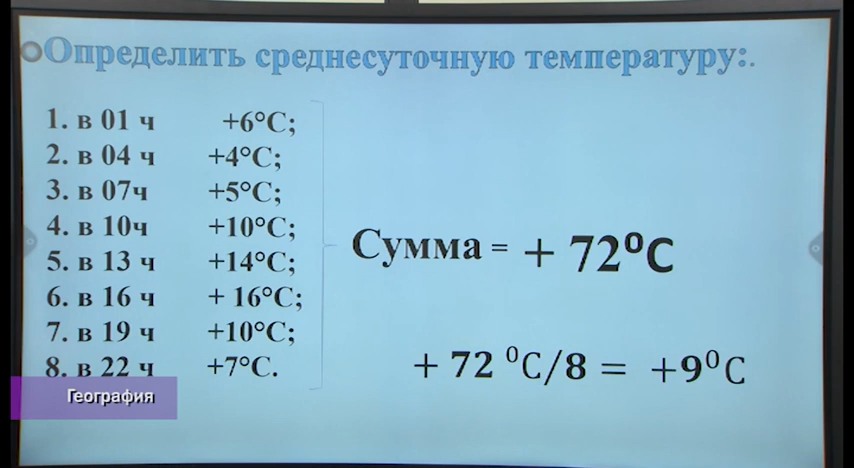 Определить среднесуточную температуру:.
1. в 01 ч +6°С;
2. в 04 ч +4°С;
3. в 07ч +5°С;
4. в 10ч +10°С;
5. в 13 ч +14°С;
6. в 16 ч + 16°С;
7. в 19 ч +10°С;
8. в 22 ч +7°С.
Сумма = + 72⁰С
+ 72 ⁰С/8 = +9⁰С
География